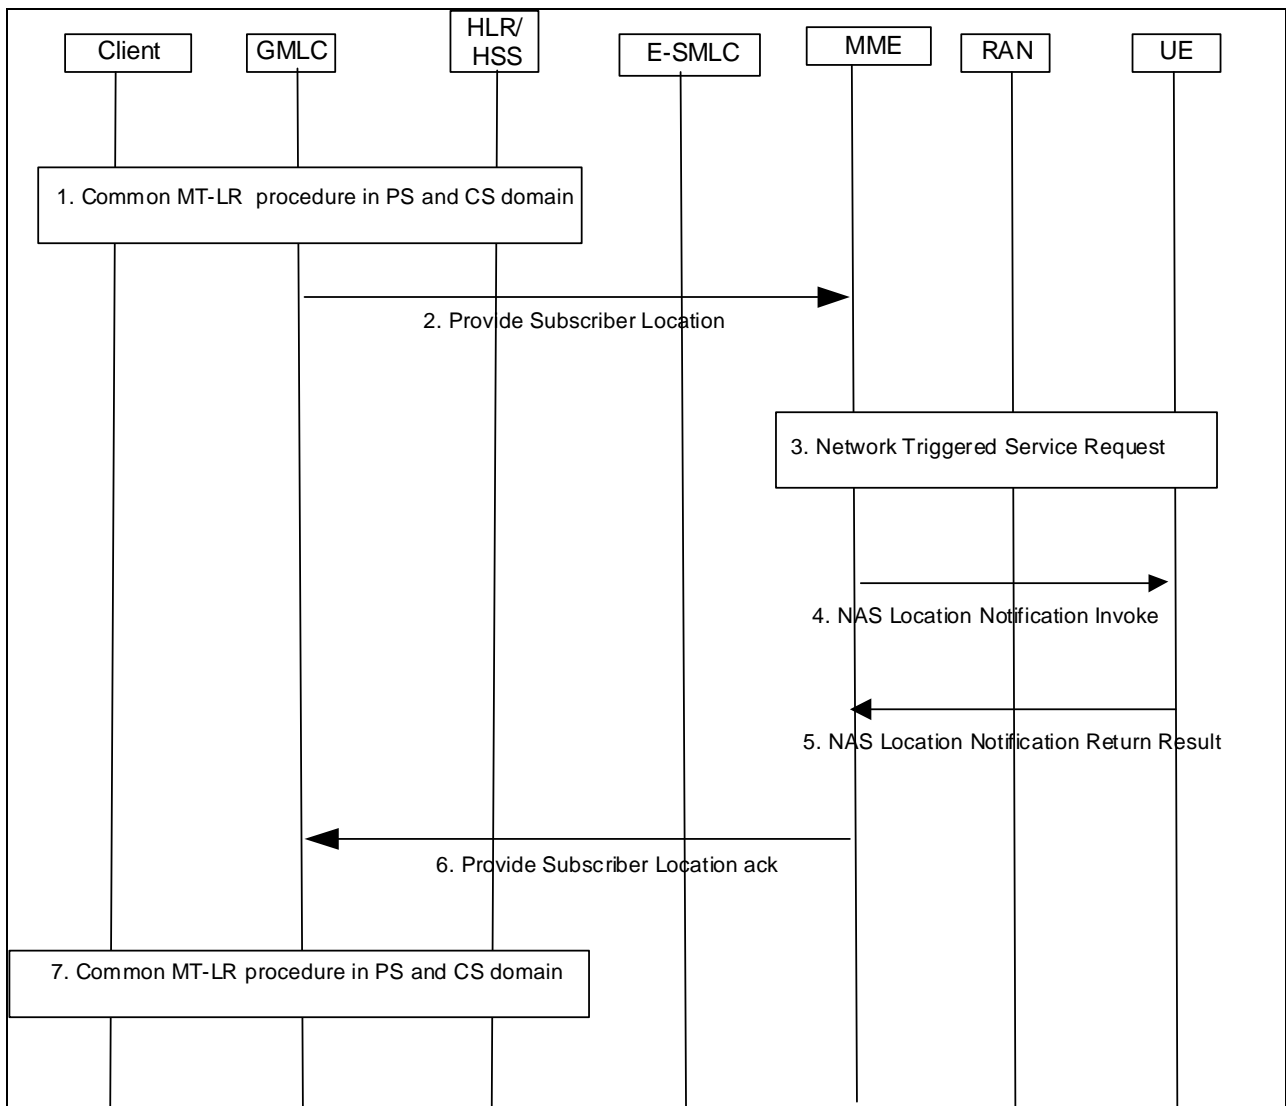 Client
GMLC
HLR/
HSS
E-SMLC
MME
RAN
UE
1. Common MT-LR procedure in PS and CS domain
2. Provide Subscriber Location
3. Network Triggered Service Request
4. NAS Location Notification Invoke
5. NAS Location Notification Return Result
6. Provide Subscriber Location ack
7. Common MT-LR procedure in PS and CS domain